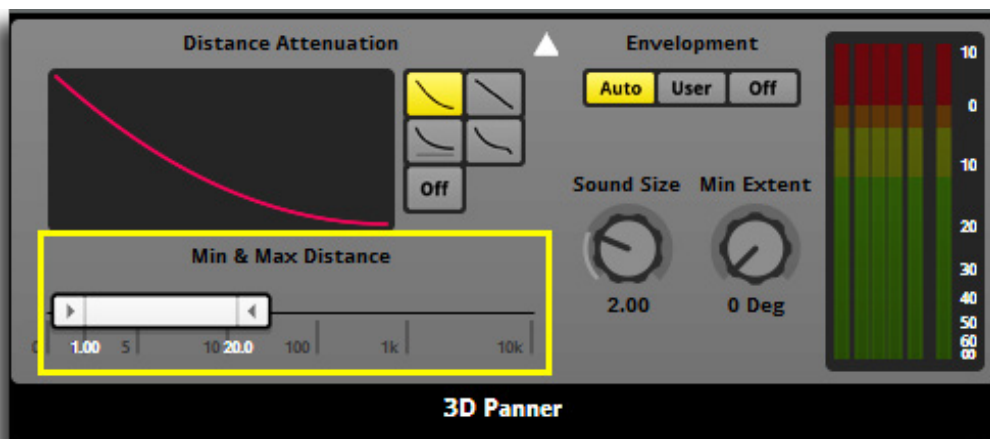 Distance Attenuation
Envelopment
Auto User Off
Off
Sound Size Min Extent
2.00 0 Deg
Min & Max Distance
0 1.00 5 10 20.0 100 1k 10k
10
0
10
20
30
40
50
60
∞
3D Panner